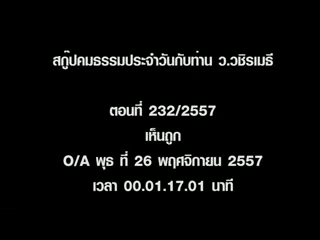 สกู๊ปคมธรรมประจำวันกับท่าน ว.วชิรเมธี
ตอนที่ 232/2557
เห็นถูก
O/A พุธ ที่ 26 พฤศจิกายน 2557
เวลา 00.01.17.01 นาที